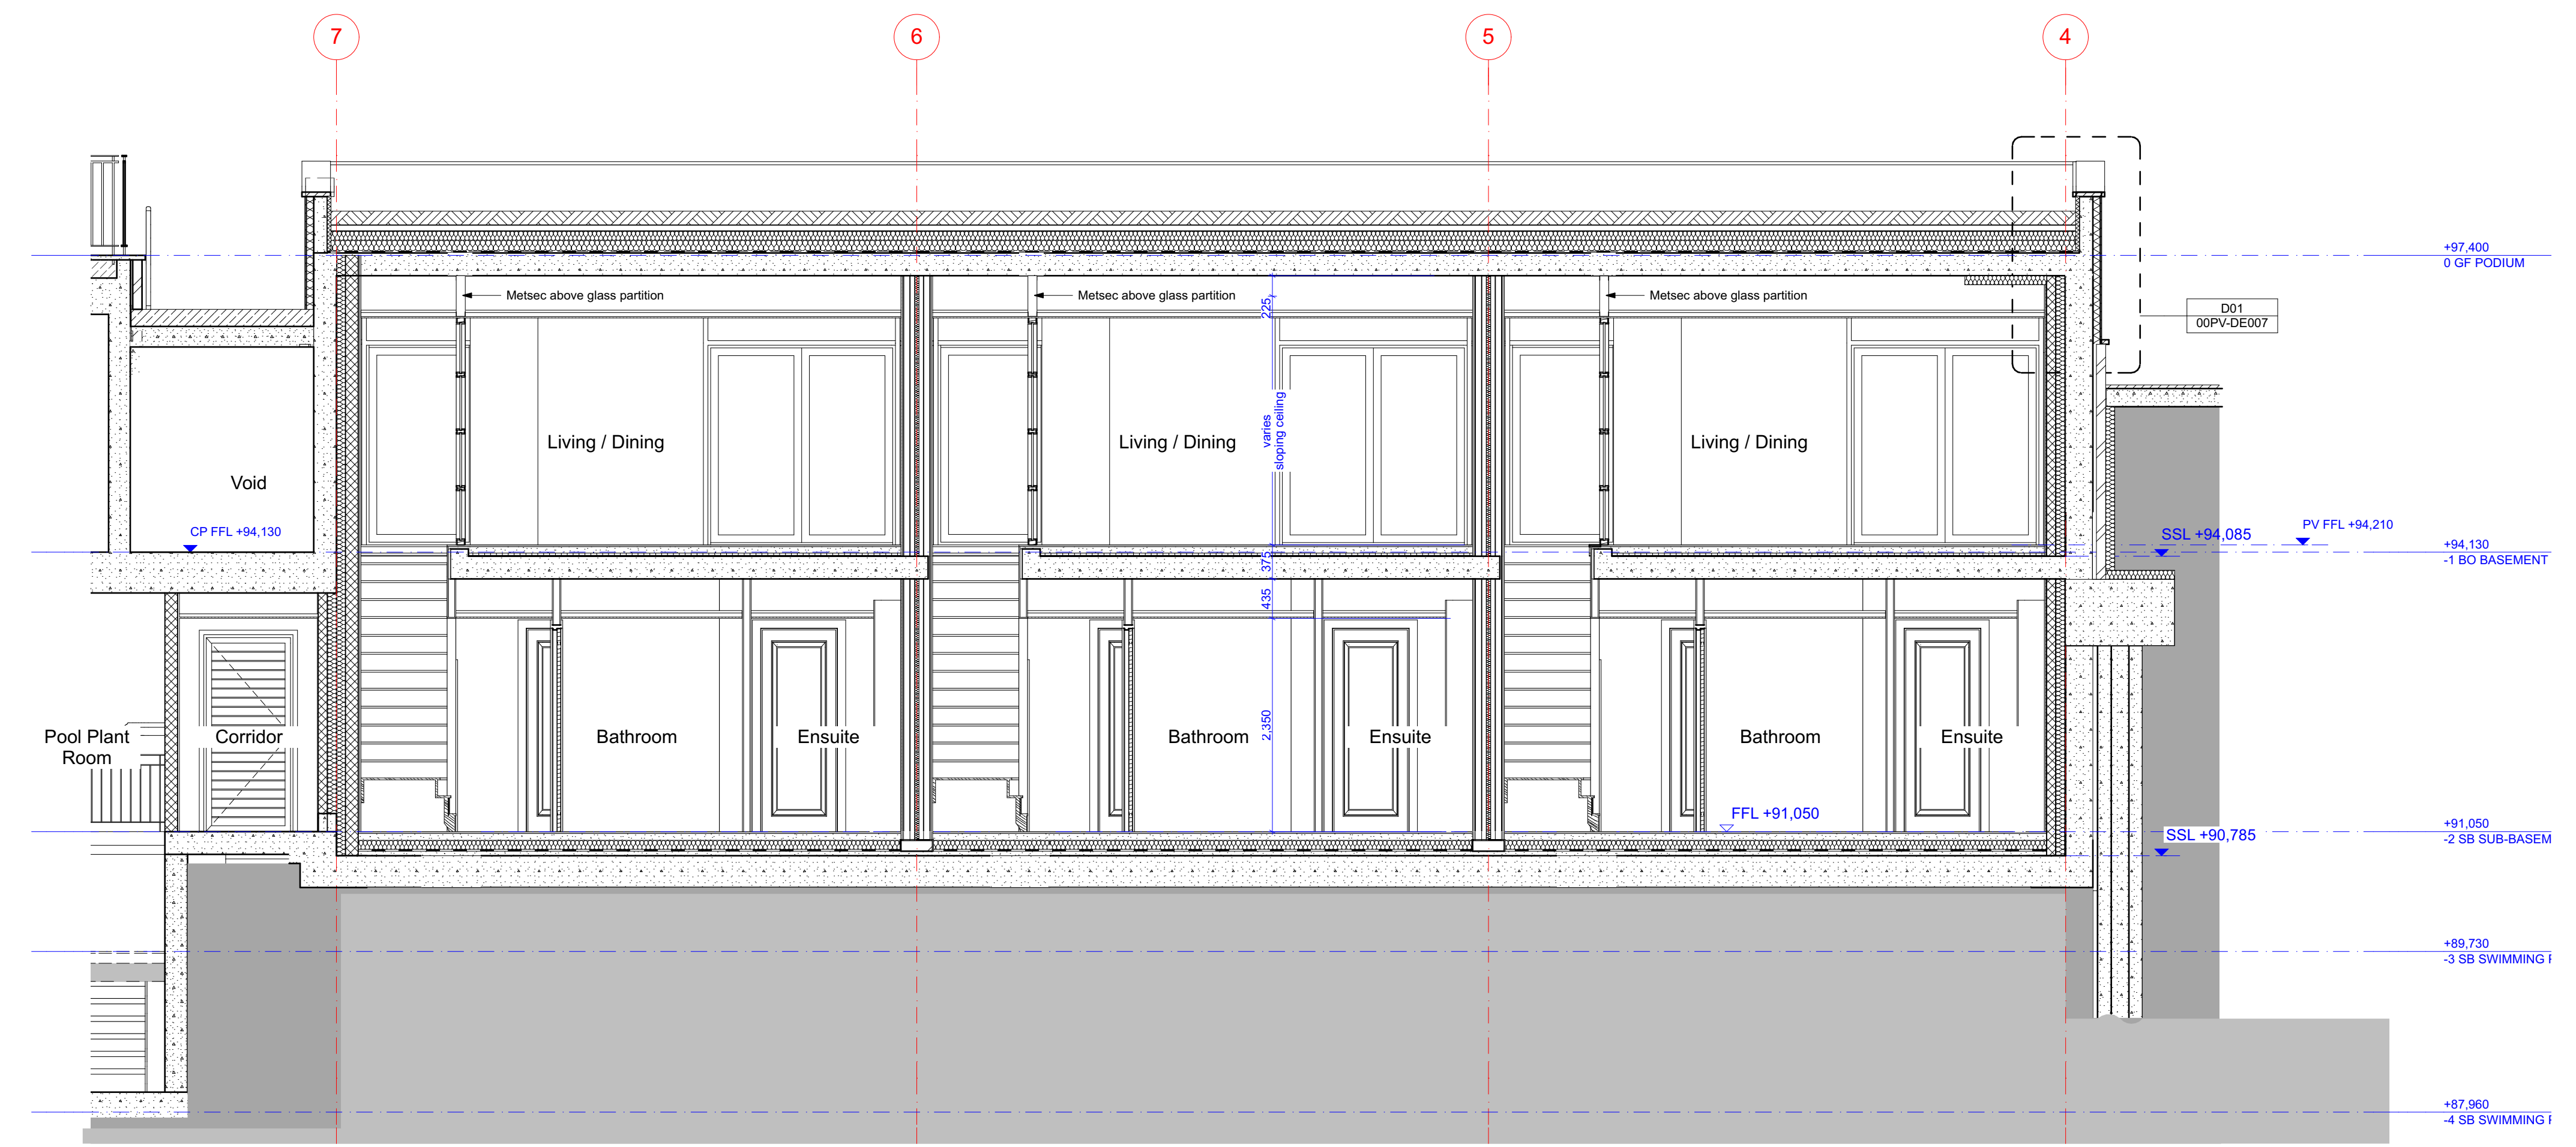 7
6
5
4
+97,400
0 GF PODIUM
Metsec above glass partition
Metsec above glass partition
Metsec above glass partition
225
D01
00PV-DE007
Living / Dining
Living / Dining
Living / Dining
varies
sloping ceiling
Void
CP FFL +94,130
SSL +94,085
PV FFL +94,210
+94,130
-1 BO BASEMENT
375
435
Pool Plant
Room
Corridor
Bathroom
Ensuite
Bathroom
2,350
Ensuite
Bathroom
Ensuite
FFL +91,050
SSL +90,785
+91,050
-2 SB SUB-BASEM
+89,730
-3 SB SWIMMING
+87,960
-4 SB SWIMMING